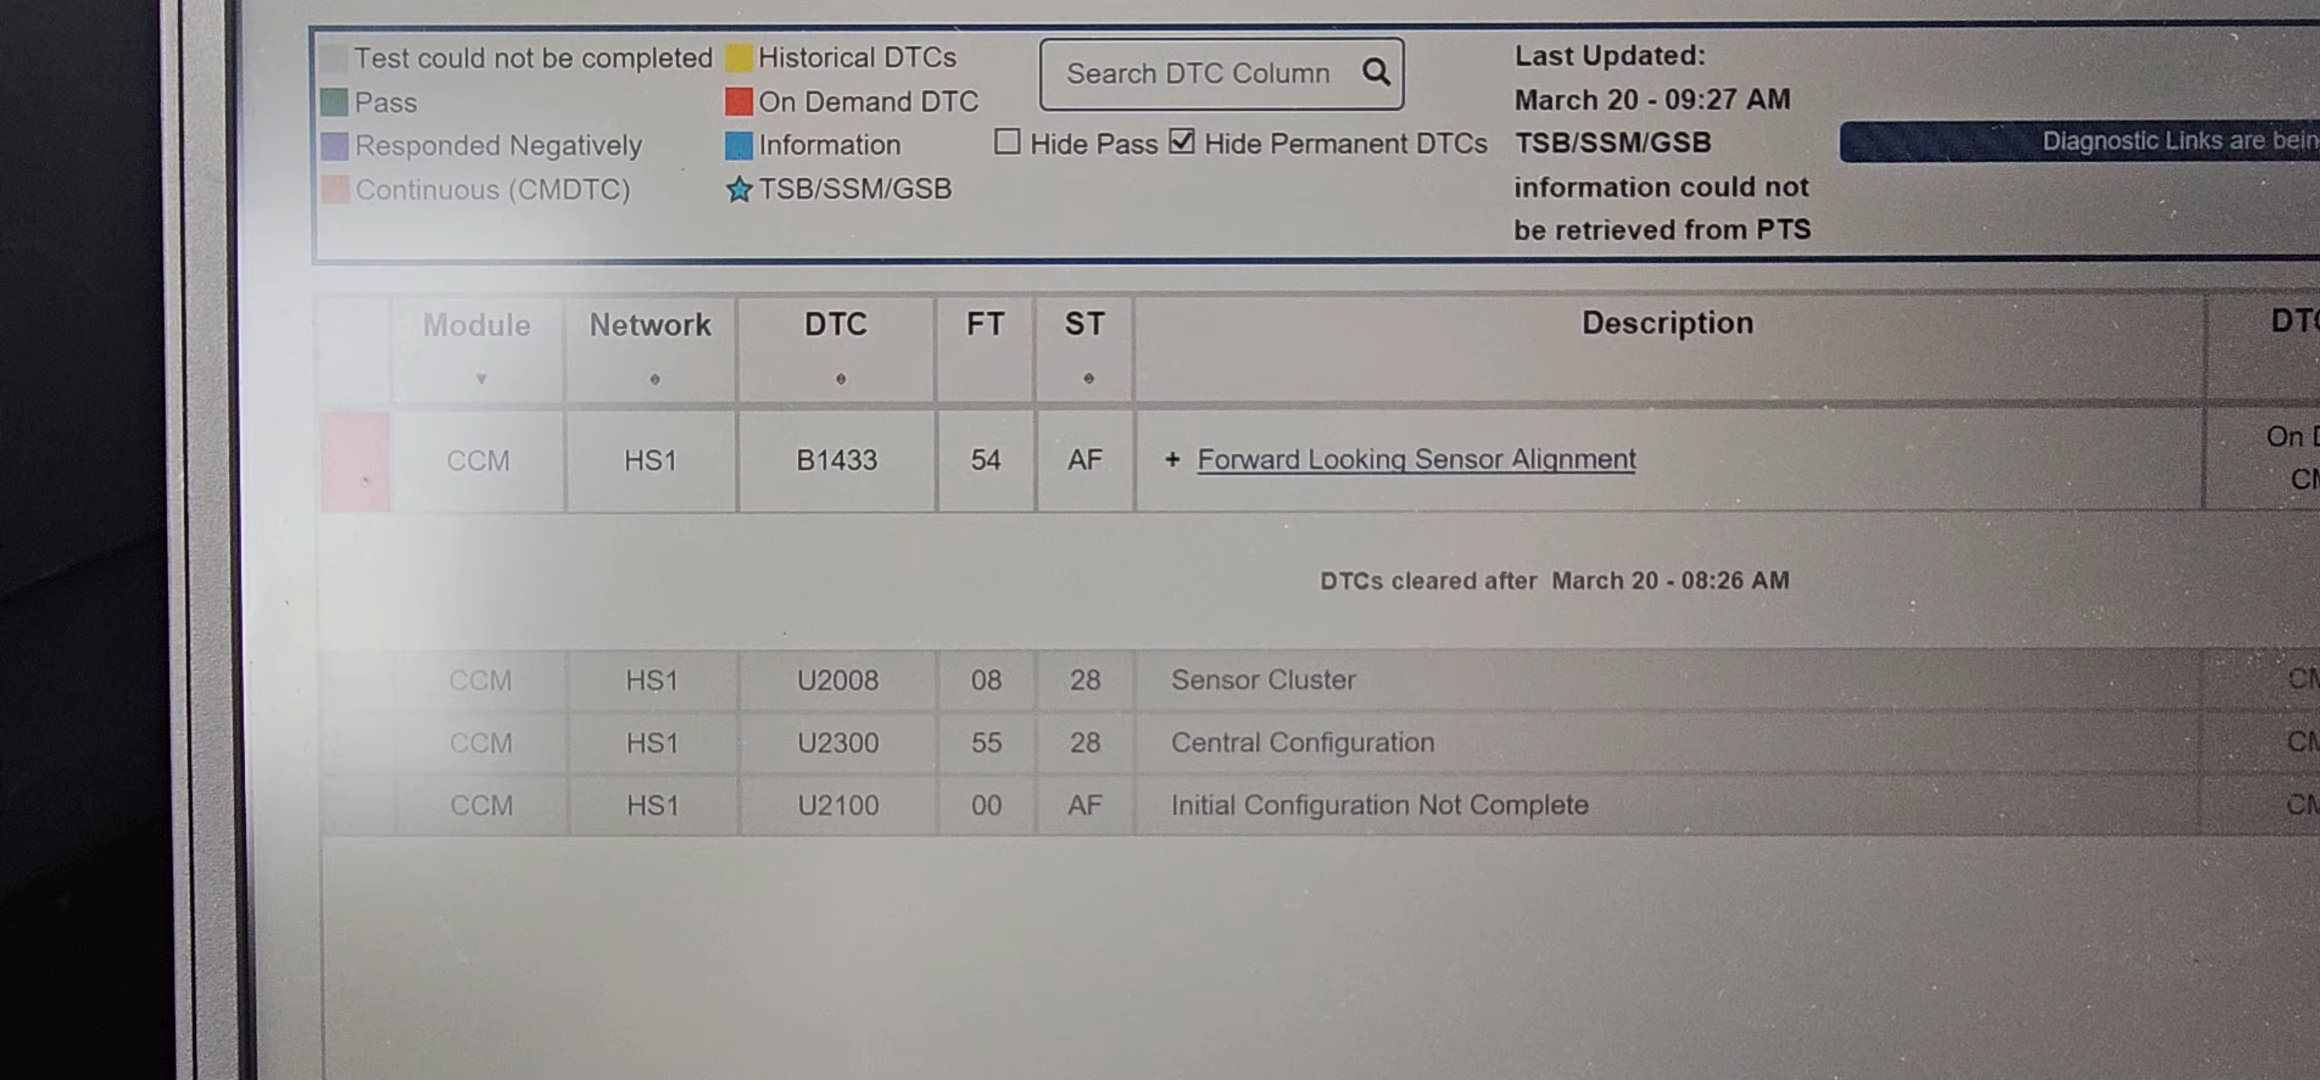 Test could not be completed
Pass
Responded Negatively
Continuous (CMDTC)
Historical DTCs
On Demand DTC
Information
TSB/SSM/GSB
Search DTC Column
Hide Pass Hide Permanent DTCs
Last Updated:
March 20 - 09:27 AM
TSB/SSM/GSB
information could not
be retrieved from PTS
Diagnostic Links are
Module Network DTC FT ST Description
CCM HS1 B1433 54 AF + Forward Looking Sensor Alignment On
DTCs cleared after March 20 - 08:26 AM
CCM HS1 U2008 08 28 Sensor Cluster
CCM HS1 U2300 55 28 Central Configuration
CCM HS1 U2100 00 AF Initial Configuration Not Complete